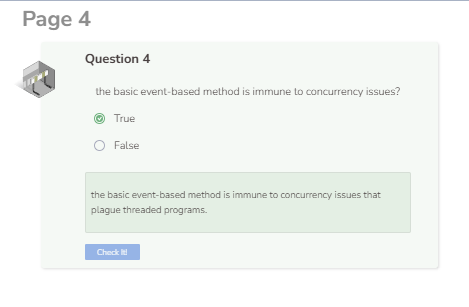 Page 4
Question 4
the basic event-based method is immune to concurrency issues?
True
False
the basic event-based method is immune to concurrency issues that
plague threaded programs.
Check It!